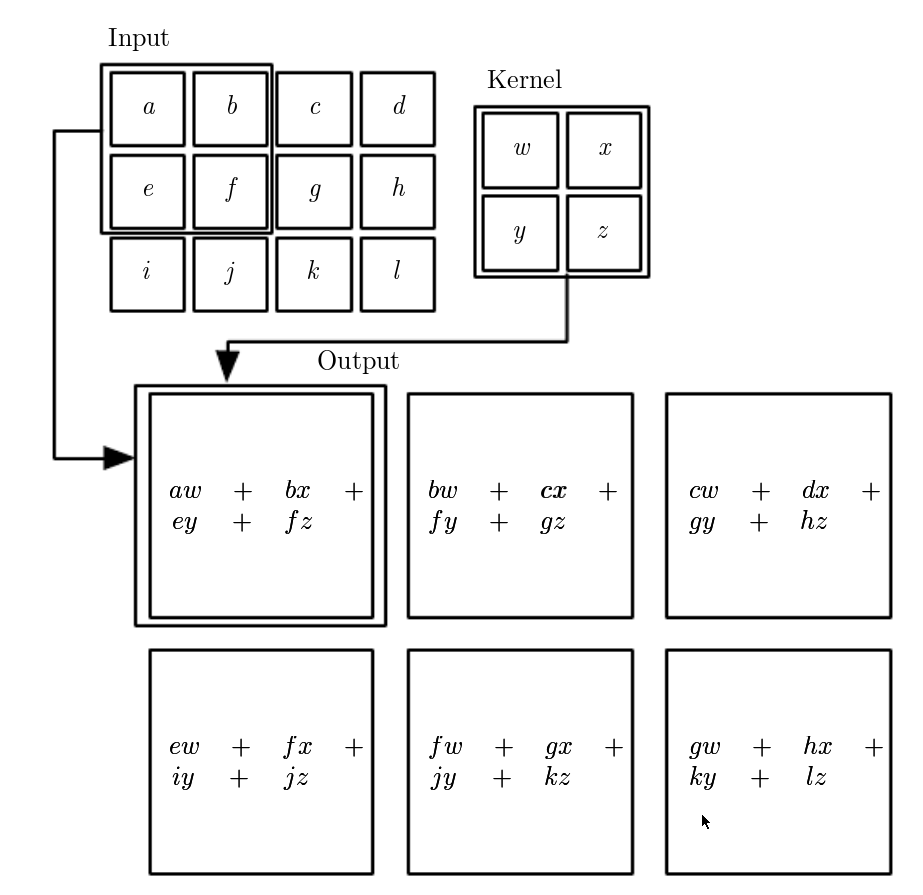 Input
Kernel
a b c d
w x
e f g h
y z
i j k l
Output
aw + bx +
ey + fz
bw + cx +
fy + gz
cw + dx +
gy + hz
ew + fx +
iy + jz
fw + gx +
jy + kz
gw + hx +
ky + lz